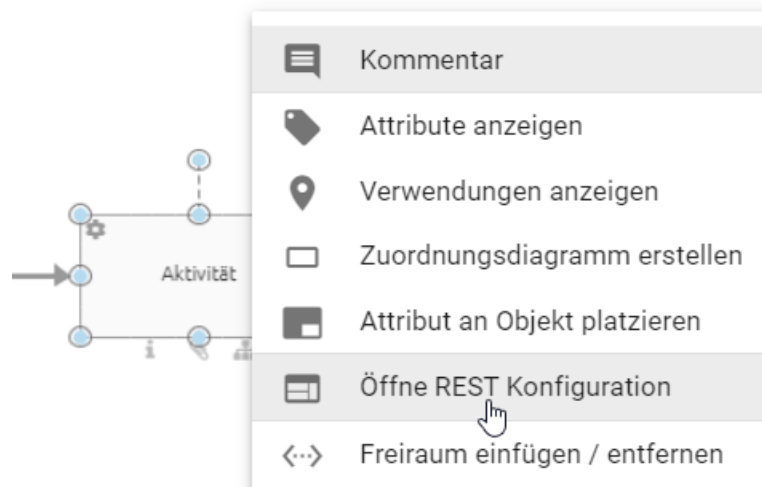 Kommentar
Attribute anzeigen
Verwendungen anzeigen
Zuordnungsdiagramm erstellen
Aktivität
Attribut an Objekt platzieren
Öffne REST Konfiguration
Freiraum einfügen / entfernen